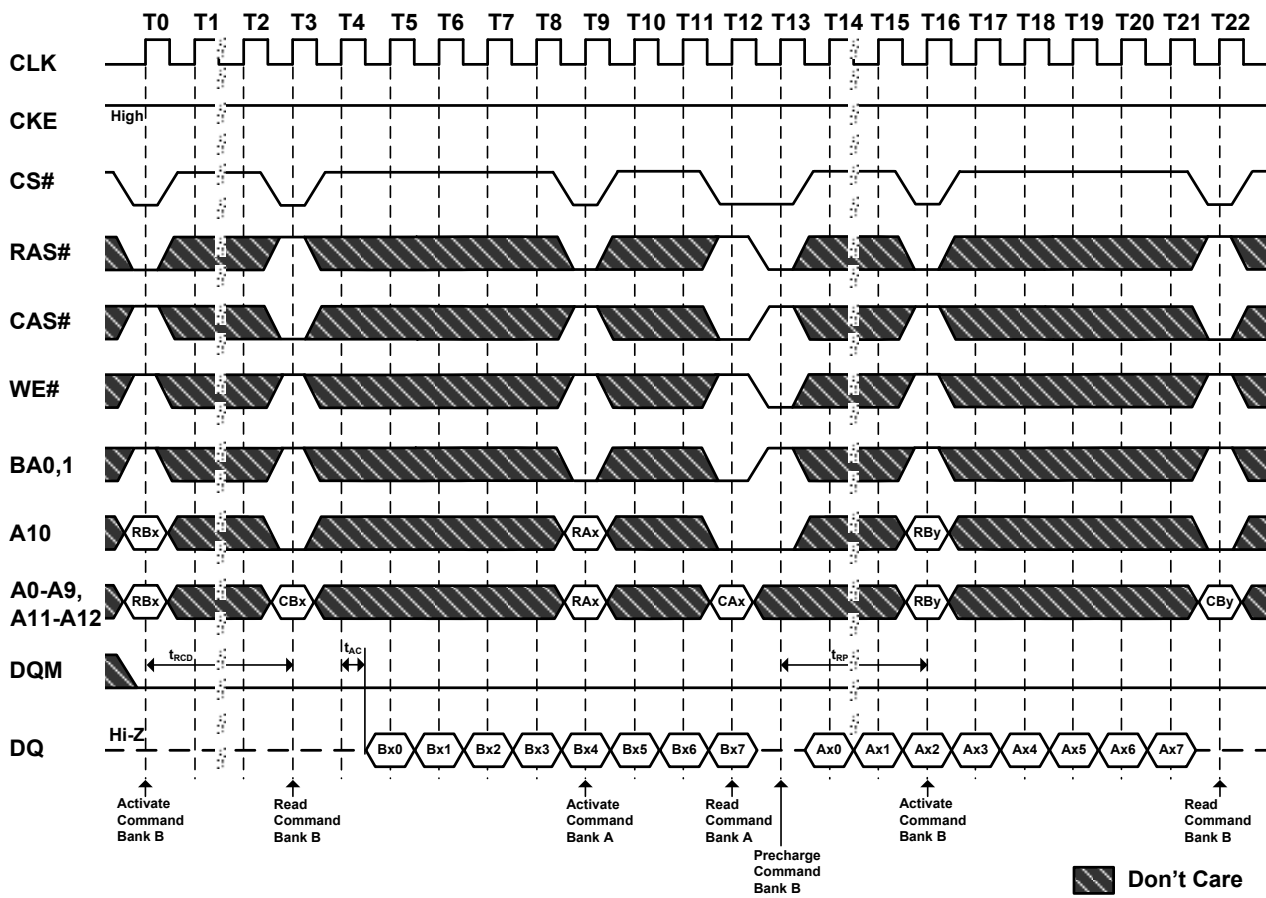 T0 T1 T2 T3 T4 T5 T6 T7 T8 T9 T10 T11 T12 T13 T14 T15 T16 T17 T18 T19 T20 T21 T22
CLK
CKE High
CS#
RAS#
CAS#
WE#
BA0,1
A10 RBx RAx RBy
A0-A9,
A11-A12 RBx CBx RAx CAx RBy CBy
DQM tRCD tAC tRP
DQ Hi-Z Bx0 Bx1 Bx2 Bx3 Bx4 Bx5 Bx6 Bx7 Ax0 Ax1 Ax2 Ax3 Ax4 Ax5 Ax6 Ax7
Activate
Command
Bank B
Read
Command
Bank B
Activate
Command
Bank A
Read
Command
Bank A
Precharge
Command
Bank B
Activate
Command
Bank B
Read
Command
Bank B
Don't Care